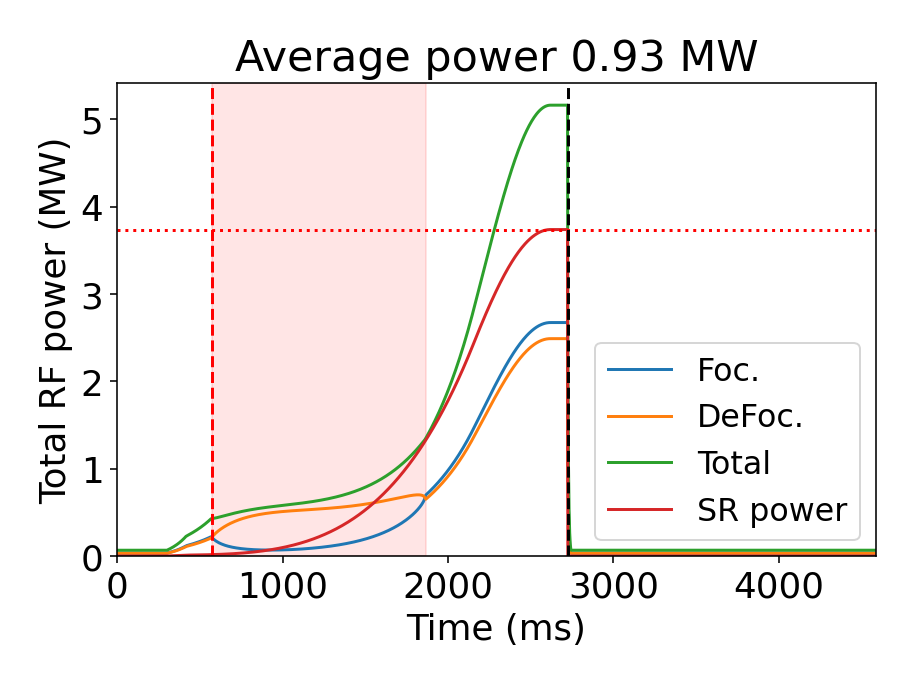 Average power 0.93 MW
Total RF power (MW)
5
4
3
2
1
0
0 1000 2000 3000 4000
Time (ms)
Foc.
DeFoc.
Total
SR power